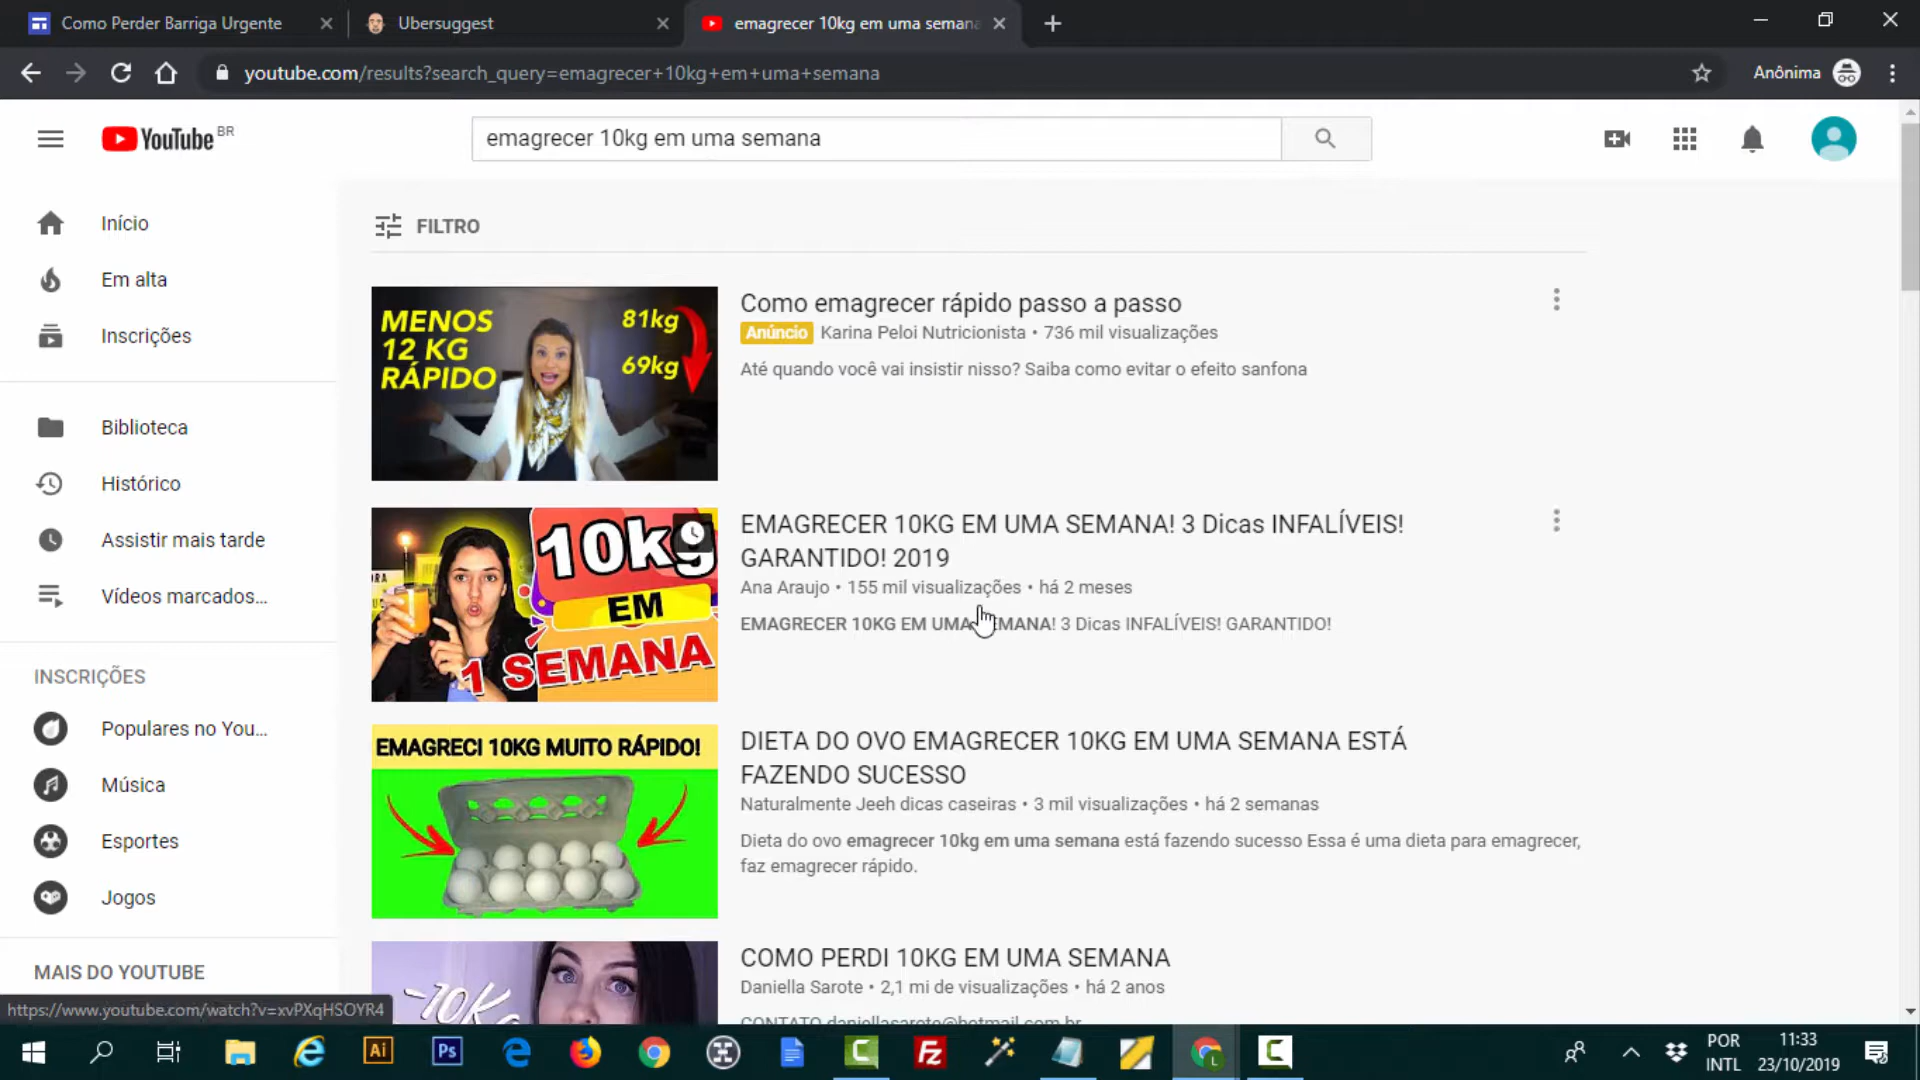 Como Perder Barriga Urgente
Ubersuggest
emagrecer 10kg em uma semana
youtube.com/results?search_query=emagrecer+10kg+em+uma+semana
Anônima
YouTube BR
emagrecer 10kg em uma semana
Início
Em alta
Inscrições
Biblioteca
Histórico
Assistir mais tarde
Vídeos marcados...
INSCRIÇÕES
Populares no You...
Música
Esportes
Jogos
MAIS DO YOUTUBE
https://www.youtube.com/watch?v=xvPXqHSOYR4
FILTRO
MENOS
12 KG
RÁPIDO
81kg
69kg
Como emagrecer rápido passo a passo
Anúncio Karina Peloi Nutricionista • 736 mil visualizações
Até quando você vai insistir nisso? Saiba como evitar o efeito sanfona
10kg
EM
1 SEMANA
EMAGRECER 10KG EM UMA SEMANA! 3 Dicas INFALÍVEIS!
GARANTIDO! 2019
Ana Araujo • 155 mil visualizações • há 2 meses
EMAGRECER 10KG EM UMA SEMANA! 3 Dicas INFALÍVEIS! GARANTIDO!
EMAGRECI 10KG MUITO RÁPIDO!
DIETA DO OVO EMAGRECER 10KG EM UMA SEMANA ESTÁ
FAZENDO SUCESSO
Naturalmente Jeeh dicas caseiras • 3 mil visualizações • há 2 semanas
Dieta do ovo emagrecer 10kg em uma semana está fazendo sucesso Essa é uma dieta para emagrecer,
faz emagrecer rápido.
-10K
COMO PERDI 10KG EM UMA SEMANA
Daniella Sarote • 2,1 mi de visualizações • há 2 anos
CONTATO daniellasarote@hotmail.com.br
Ai
Ps
Fz
L
POR
INTL
11:33
23/10/2019